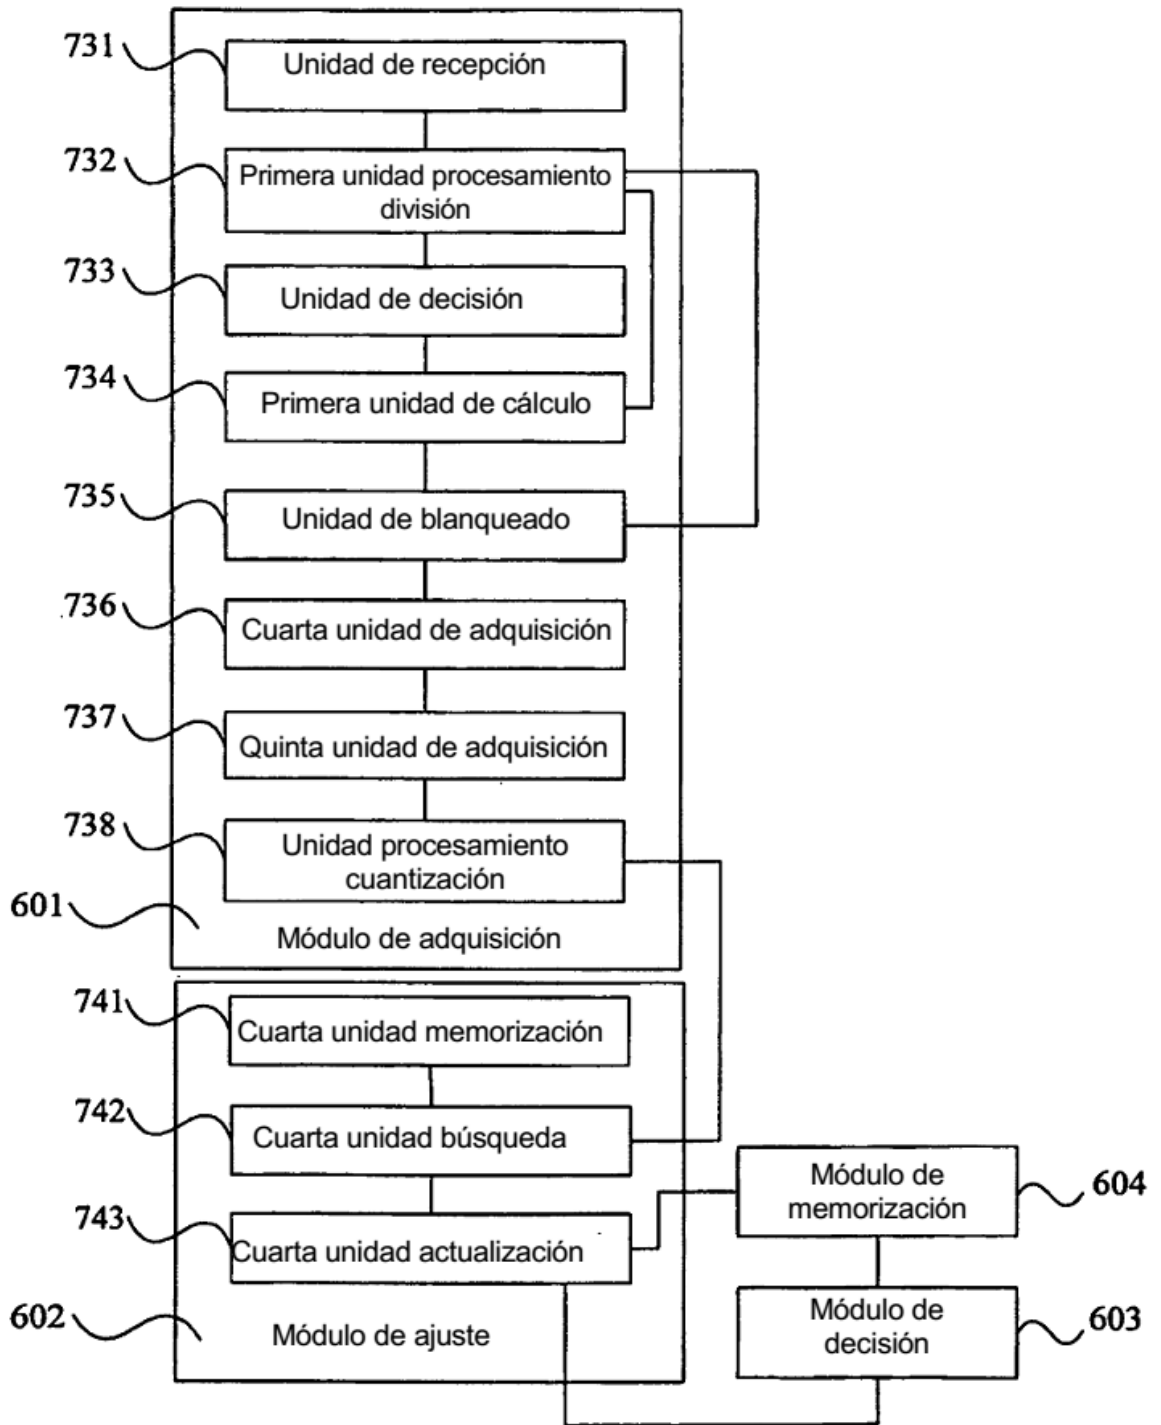 731
Unidad de recepción
732
Primera unidad procesamiento
división
733
Unidad de decisión
734
Primera unidad de cálculo
735
Unidad de blanqueado
736
Cuarta unidad de adquisición
737
Quinta unidad de adquisición
738
Unidad procesamiento
cuantización
601
Módulo de adquisición
741
Cuarta unidad memorización
742
Cuarta unidad búsqueda
743
Cuarta unidad actualización
602
Módulo de ajuste
Módulo de
memorización
604
Módulo de
decisión
603